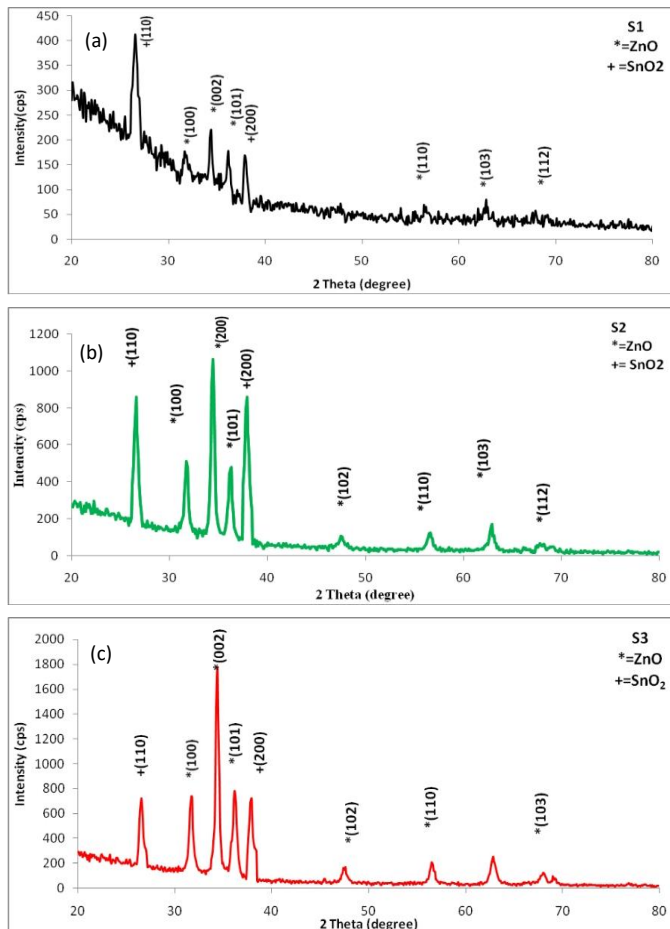 (a)
S1
*=ZnO
+ =SnO2
Intensity(cps)
450
400
350
300
250
200
150
100
50
0
+(110)
*(100)
*(002)
*(101)
+(200)
*(110)
*(103)
*(112)
20 30 40 50 60 70 80
2 Theta (degree)
(b)
S2
*=ZnO
+= SnO2
Intencity (cps)
1200
1000
800
600
400
200
0
+(110)
*(100)
*(200)
*(101)
+(200)
*(102)
*(110)
*(103)
*(112)
20 30 40 50 60 70 80
2 Theta (degree)
(c)
S3
*=ZnO
+=SnO₂
Intensity (cps)
2000
1800
1600
1400
1200
1000
800
600
400
200
0
+(110)
*(100)
*(002)
*(101)
+(200)
*(102)
*(110)
*(103)
20 30 40 50 60 70 80
2 Theta (degree)